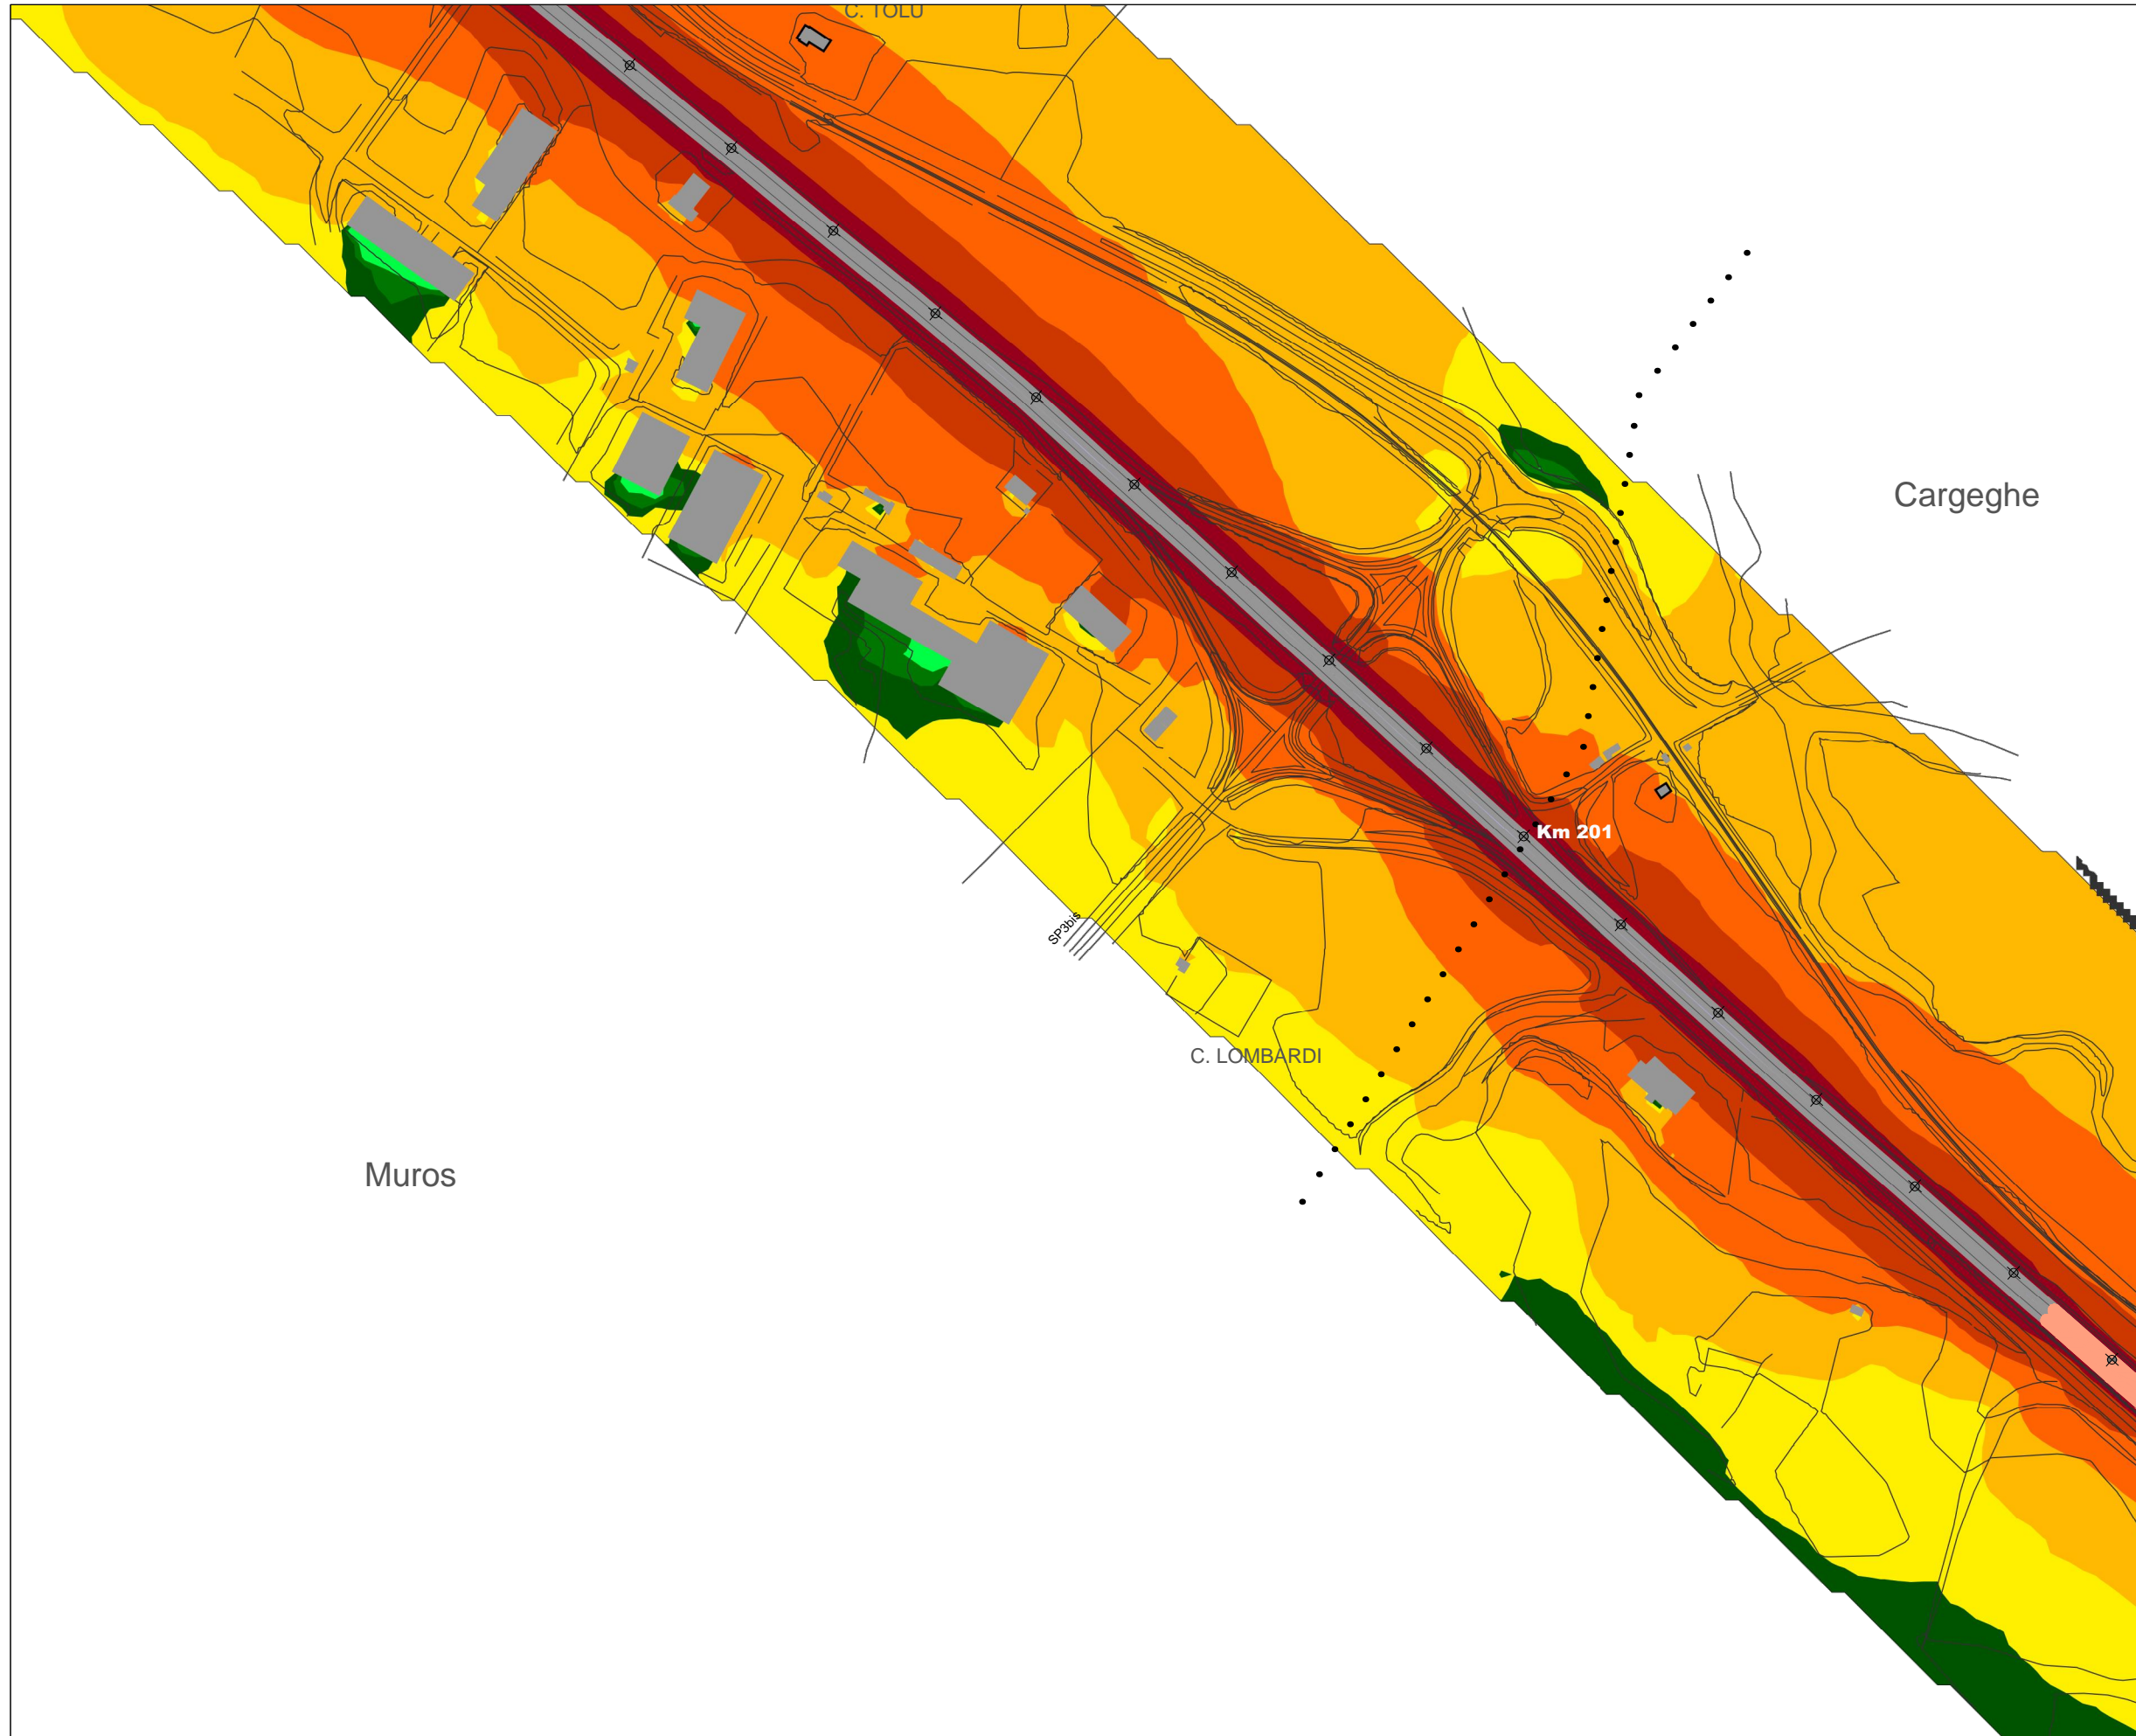 C. TOLU
Cargeghe
Km 201
SP3bis
C. LOMBARDI
Muros